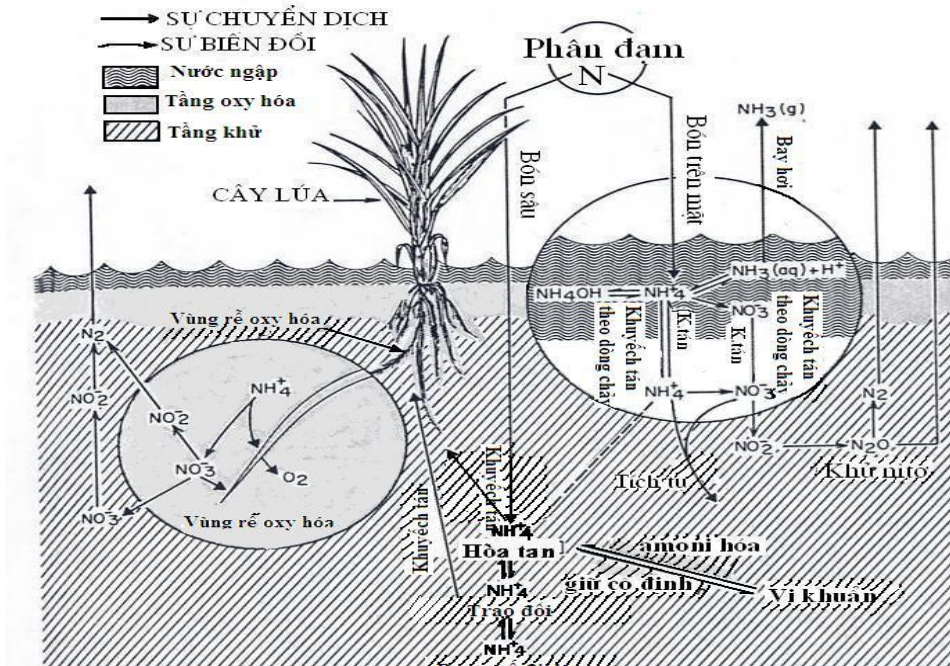 SỰ CHUYỂN DỊCH
SƯ BIẾN ĐỔI
Nước ngập
Tầng oxy hóa
Tầng khử
CÂY LÚA
Phân đạm
N
Bón sâu
Bón trên mặt
NH3(g)
Bay hơi
NH3(aq)+H+
NH4OH
NH+4
NO-3
Khuyếch tán
theo dòng chảy
K.tán
K.tán
Khuyếch tán
theo dòng chảy
NH+4
NO-3
NO-2
N2O
N2
Khử nitơ
Tích tụ
Vùng rễ oxy hóa
N2
NO-2
NO-3
NH+4
NO-2
NO-3
O2
Vùng rễ oxy hóa
Khuyếch tán
Khuyếch tán
NH+4
Hòa tan
NH+4
Trao đổi
NH+4
amoni hóa
giữ cố định
Vi khuẩn